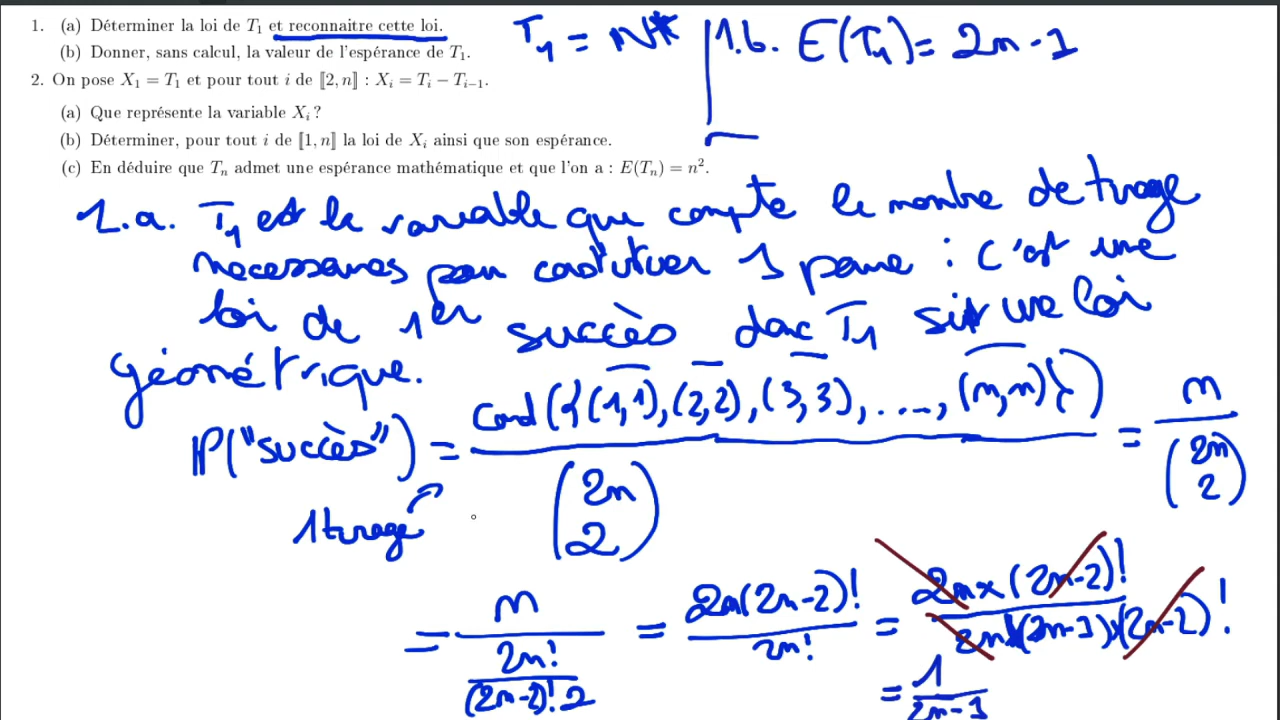 1. (a) Déterminer la loi de T₁ et reconnaitre cette loi.
(b) Donner, sans calcul, la valeur de l'espérance de T₁.
2. On pose X₁ = T₁ et pour tout i de ⟦2, n⟧ : Xᵢ = Tᵢ − Tᵢ₋₁.
(a) Que représente la variable Xᵢ ?
(b) Déterminer, pour tout i de ⟦1, n⟧ la loi de Xᵢ ainsi que son espérance.
(c) En déduire que Tₙ admet une espérance mathématique et que l'on a : E(Tₙ) = n².
T₁ = N*
1.b. E(T₁) = 2n - 1
1.a. T₁ est la variable que compte le nombre de tirage
necessaires pour constituer 1 paire : c'est une
loi de 1er succès donc T₁ suit une loi
géométrique.
P("succès") = card({(1,1),(2,2),(3,3),...,(n,n)}) / (2n 2) = n / (2n 2)
1 tirage
= n / (2n! / (2n-2)! 2) = 2n(2n-2)! / 2n! = 2n×(2n-2)! / 2n×(2n-1)×(2n-2)!
= 1 / 2n-1